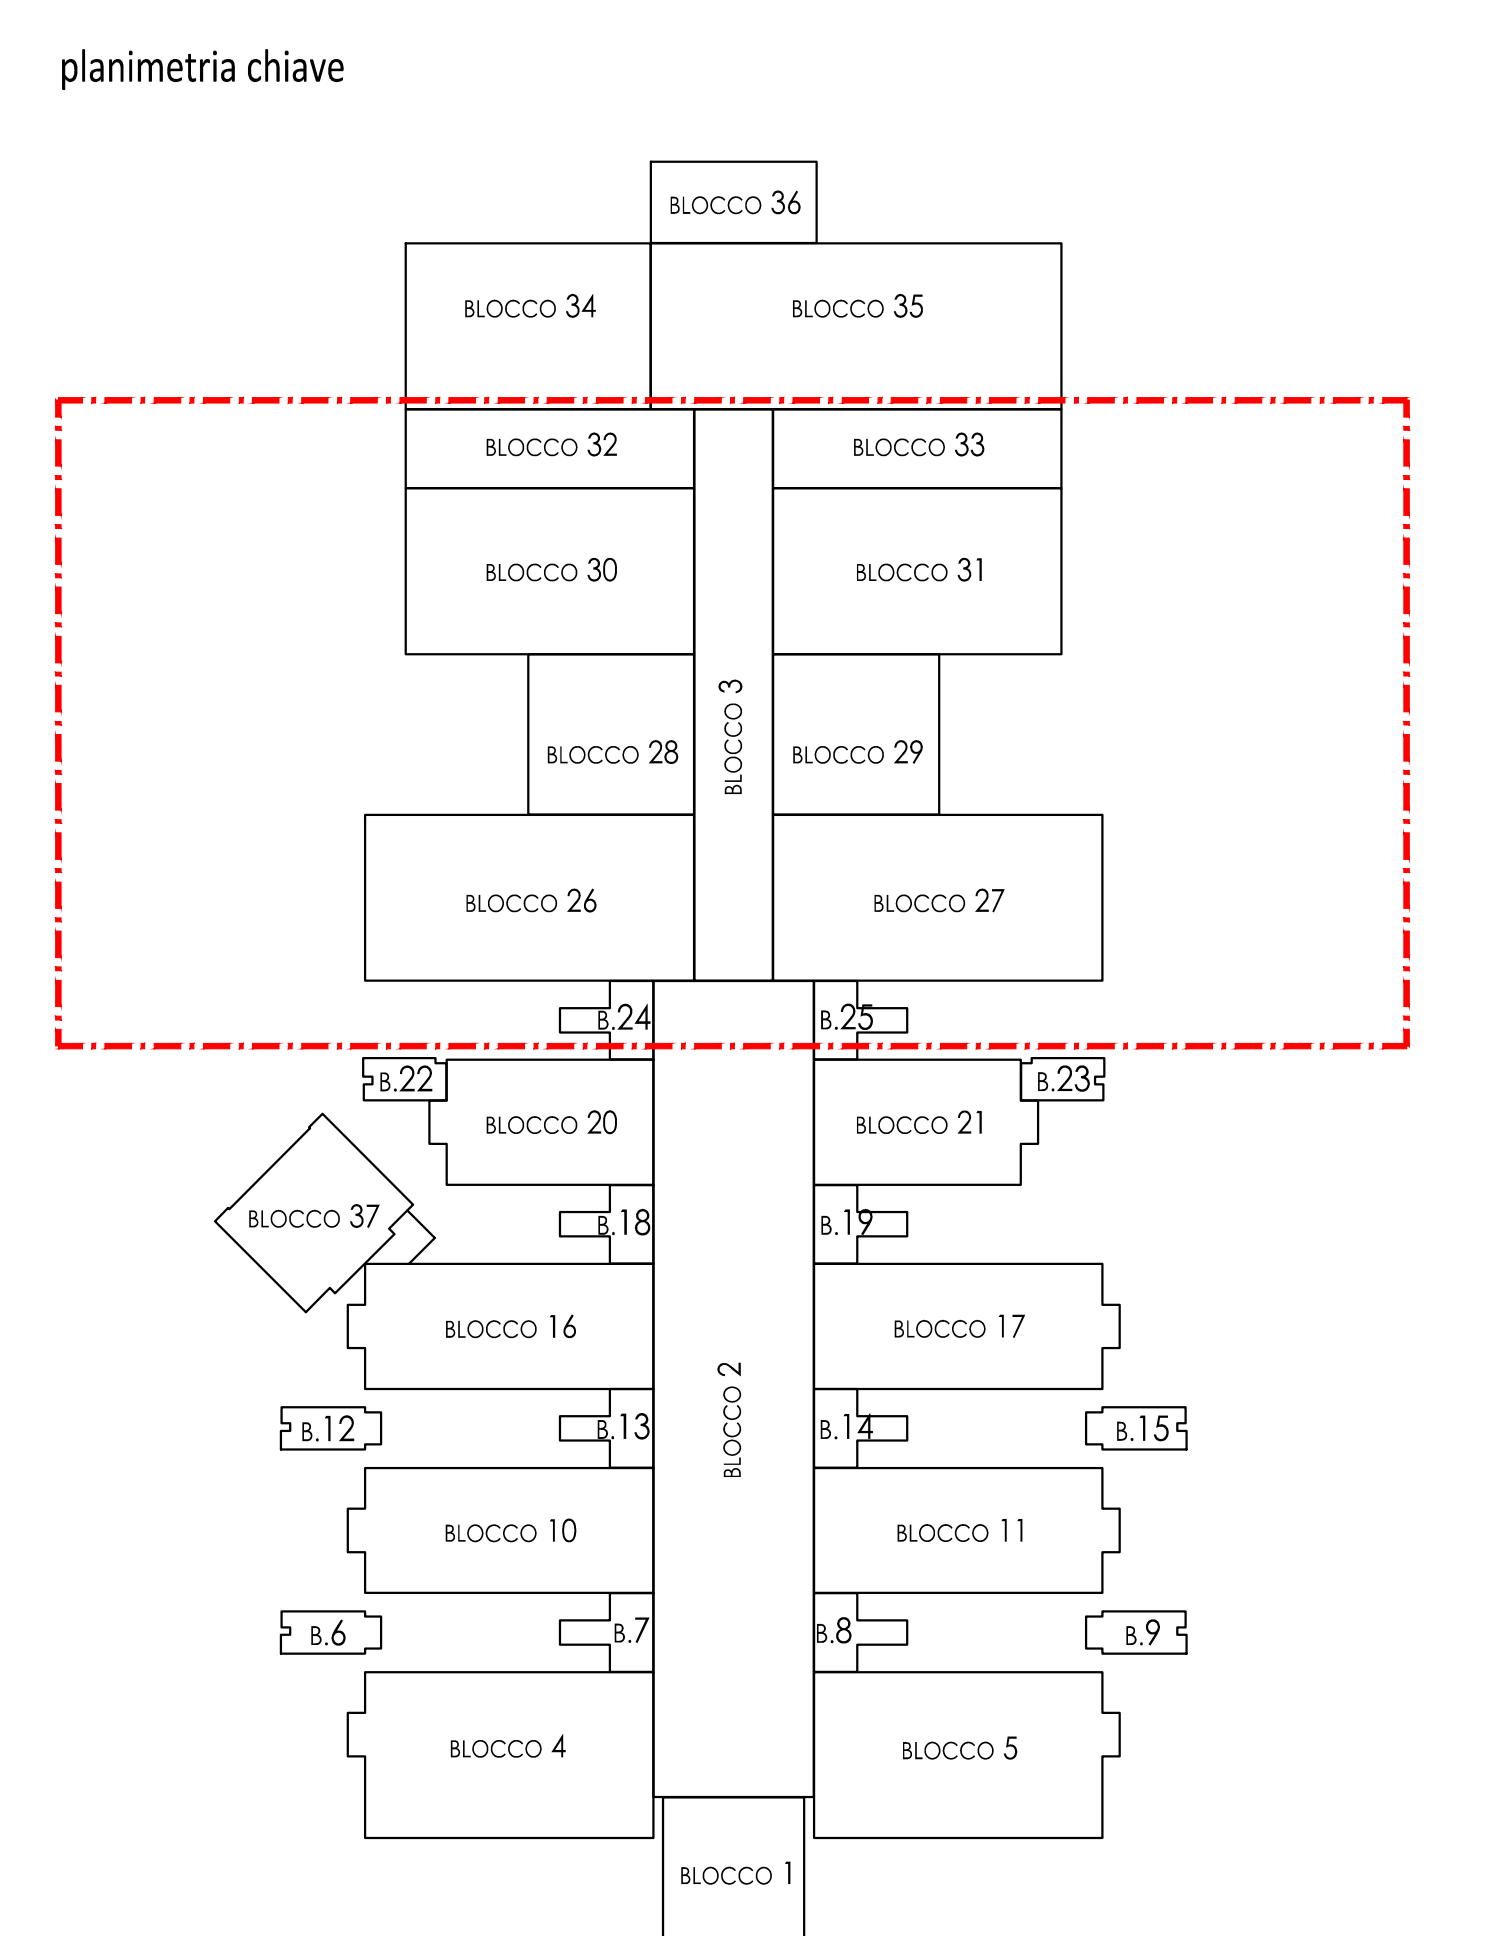 planimetria chiave
BLOCCO 36
BLOCCO 34
BLOCCO 35
BLOCCO 32
BLOCCO 33
BLOCCO 30
BLOCCO 31
BLOCCO 3
BLOCCO 28
BLOCCO 29
BLOCCO 26
BLOCCO 27
B.24
B.25
B.22
B.23
BLOCCO 20
BLOCCO 21
BLOCCO 37
B.18
B.19
BLOCCO 16
BLOCCO 17
BLOCCO 2
B.12
B.13
B.14
B.15
BLOCCO 10
BLOCCO 11
B.6
B.7
B.8
B.9
BLOCCO 4
BLOCCO 5
BLOCCO 1